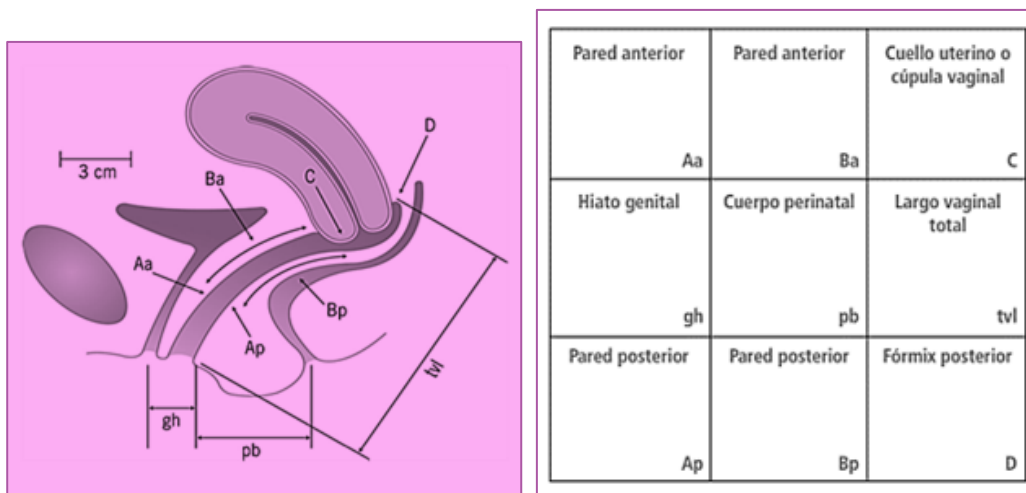 3 cm
Ba
C
D
Aa
Ap
Bp
gh
pb
tvl
Pared anterior
Aa
Pared anterior
Ba
Cuello uterino o
cúpula vaginal
C
Hiato genital
gh
Cuerpo perinatal
pb
Largo vaginal
total
tvl
Pared posterior
Ap
Pared posterior
Bp
Fórmix posterior
D